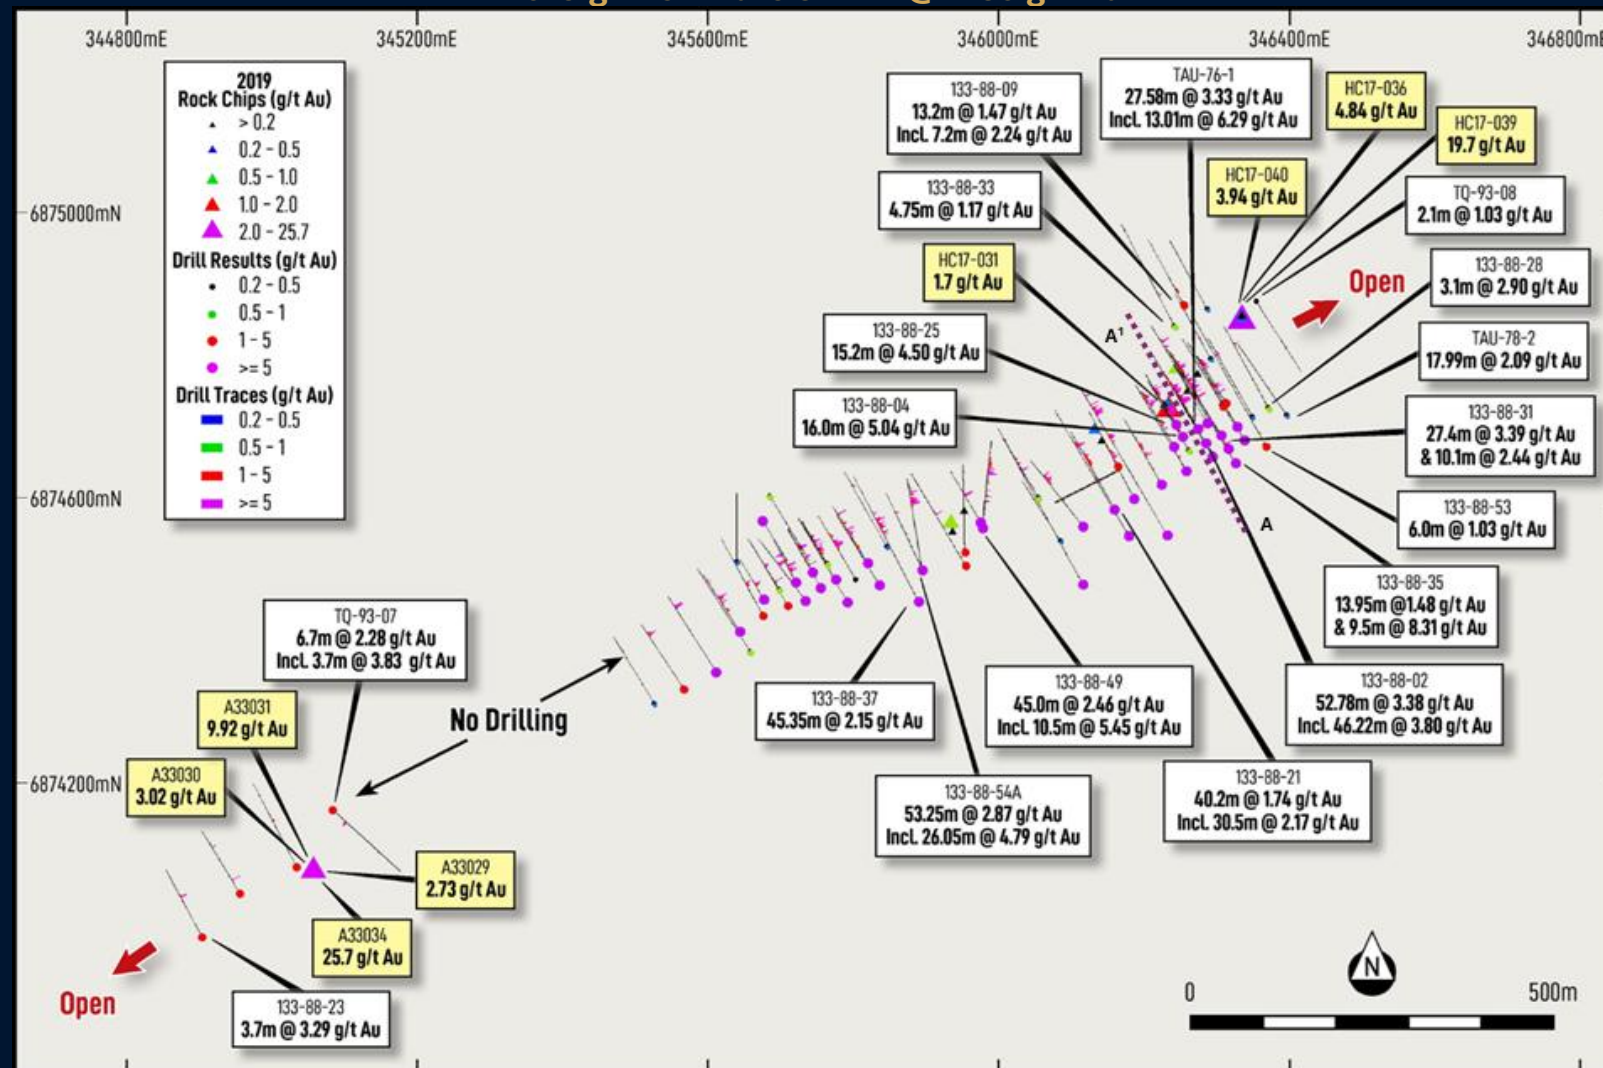 344800mE
345200mE
345600mE
346000mE
346400mE
346800mE
6875000mN
6874600mN
6874200mN
2019
Rock Chips (g/t Au)
> 0.2
0.2 - 0.5
0.5 - 1.0
1.0 - 2.0
2.0 - 25.7
Drill Results (g/t Au)
0.2 - 0.5
0.5 - 1
1 - 5
>= 5
Drill Traces (g/t Au)
0.2 - 0.5
0.5 - 1
1 - 5
>= 5
133-88-09
13.2m @ 1.47 g/t Au
Incl. 7.2m @ 2.24 g/t Au
TAU-76-1
27.58m @ 3.33 g/t Au
Incl. 13.01m @ 6.29 g/t Au
HC17-036
4.84 g/t Au
HC17-039
19.7 g/t Au
HC17-040
3.94 g/t Au
133-88-33
4.75m @ 1.17 g/t Au
TQ-93-08
2.1m @ 1.03 g/t Au
HC17-031
1.7 g/t Au
133-88-28
3.1m @ 2.90 g/t Au
Open
133-88-25
15.2m @ 4.50 g/t Au
A¹
TAU-78-2
17.99m @ 2.09 g/t Au
133-88-04
16.0m @ 5.04 g/t Au
133-88-31
27.4m @ 3.39 g/t Au
& 10.1m @ 2.44 g/t Au
A
133-88-53
6.0m @ 1.03 g/t Au
133-88-35
13.95m @1.48 g/t Au
& 9.5m @ 8.31 g/t Au
TQ-93-07
6.7m @ 2.28 g/t Au
Incl. 3.7m @ 3.83 g/t Au
133-88-37
45.35m @ 2.15 g/t Au
133-88-49
45.0m @ 2.46 g/t Au
Incl. 10.5m @ 5.45 g/t Au
133-88-02
52.78m @ 3.38 g/t Au
Incl. 46.22m @ 3.80 g/t Au
A33031
9.92 g/t Au
No Drilling
A33030
3.02 g/t Au
133-88-54A
53.25m @ 2.87 g/t Au
Incl. 26.05m @ 4.79 g/t Au
133-88-21
40.2m @ 1.74 g/t Au
Incl. 30.5m @ 2.17 g/t Au
A33029
2.73 g/t Au
A33034
25.7 g/t Au
Open
133-88-23
3.7m @ 3.29 g/t Au
N
0
500m